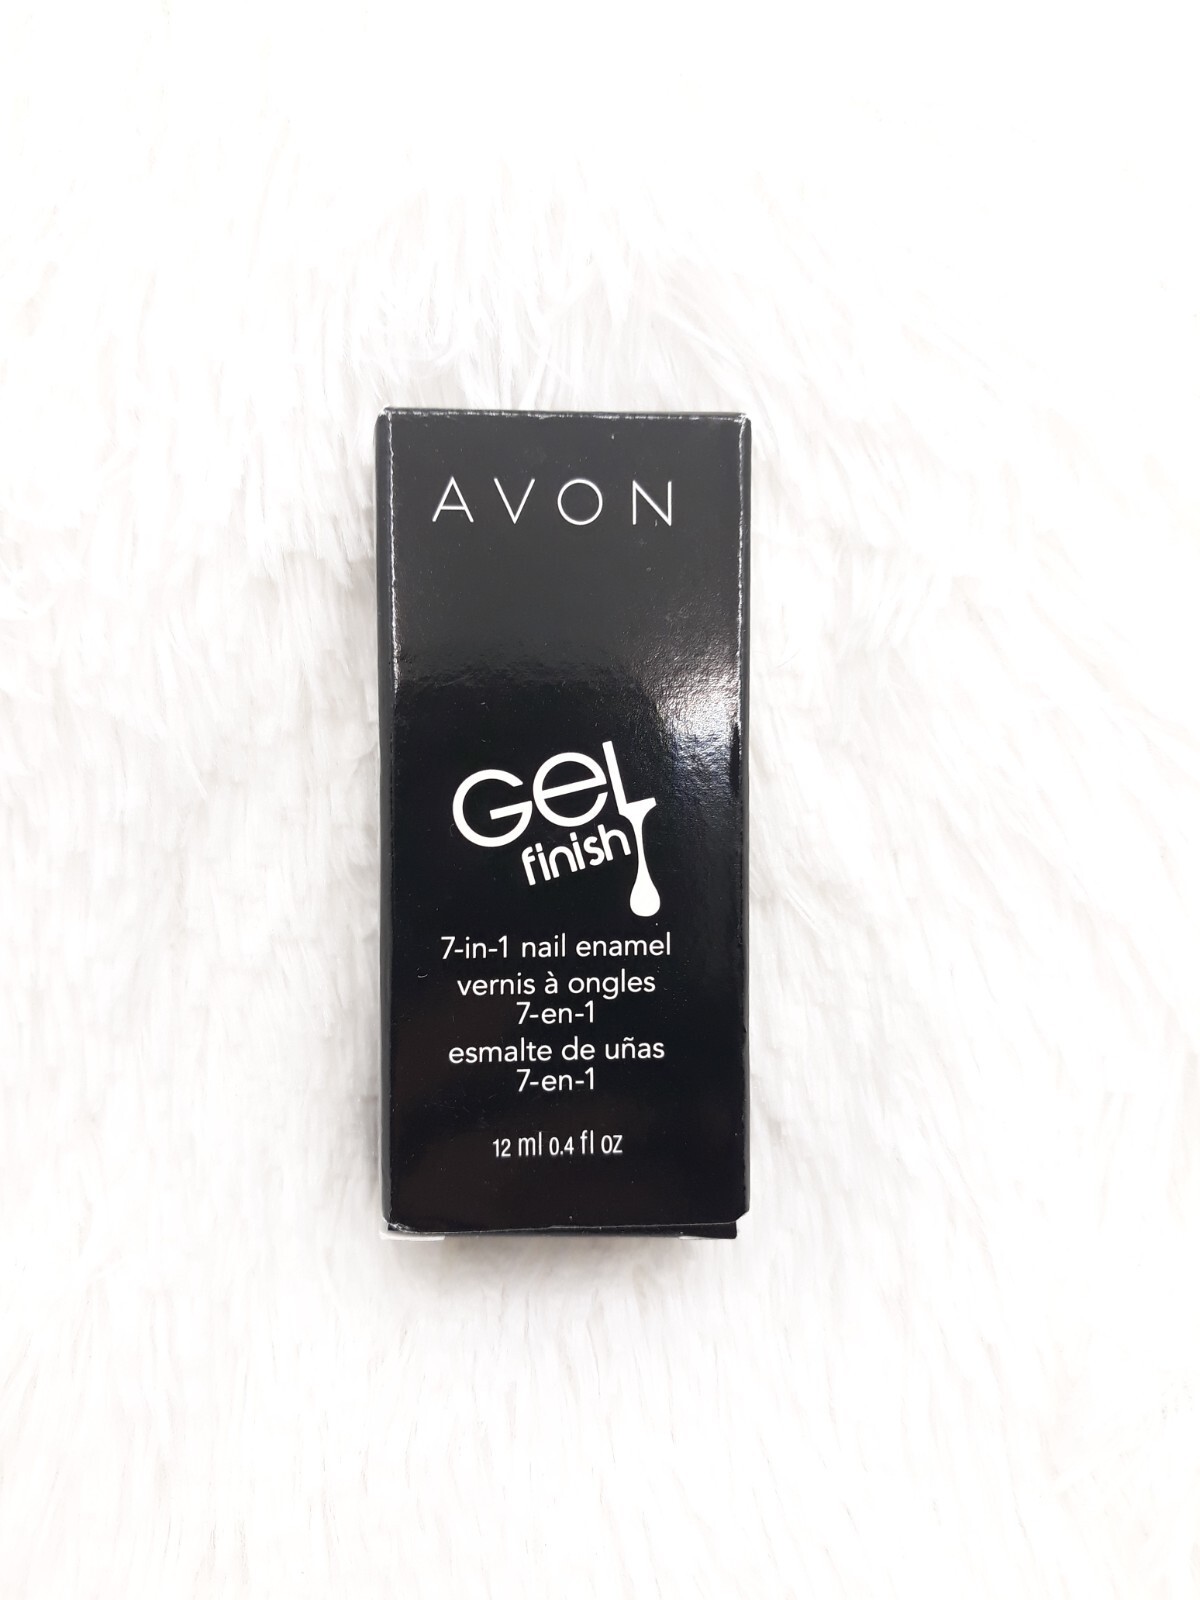 AVON
GEL
finish
7-in-1 nail enamel
vernis à ongles
7-en-1
esmalte de uñas
7-en-1
12 ml 0.4 fl oz